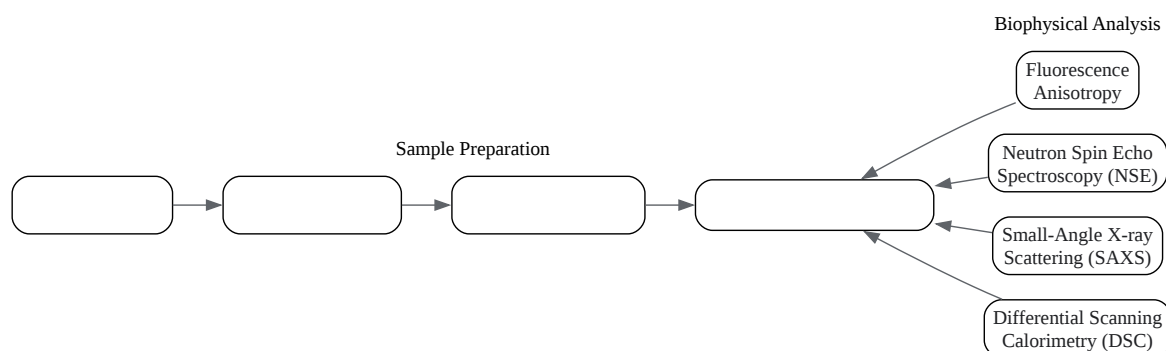 Biophysical Analysis
Fluorescence
Anisotropy
Sample Preparation
Neutron Spin Echo
Spectroscopy (NSE)
Small-Angle X-ray
Scattering (SAXS)
Differential Scanning
Calorimetry (DSC)